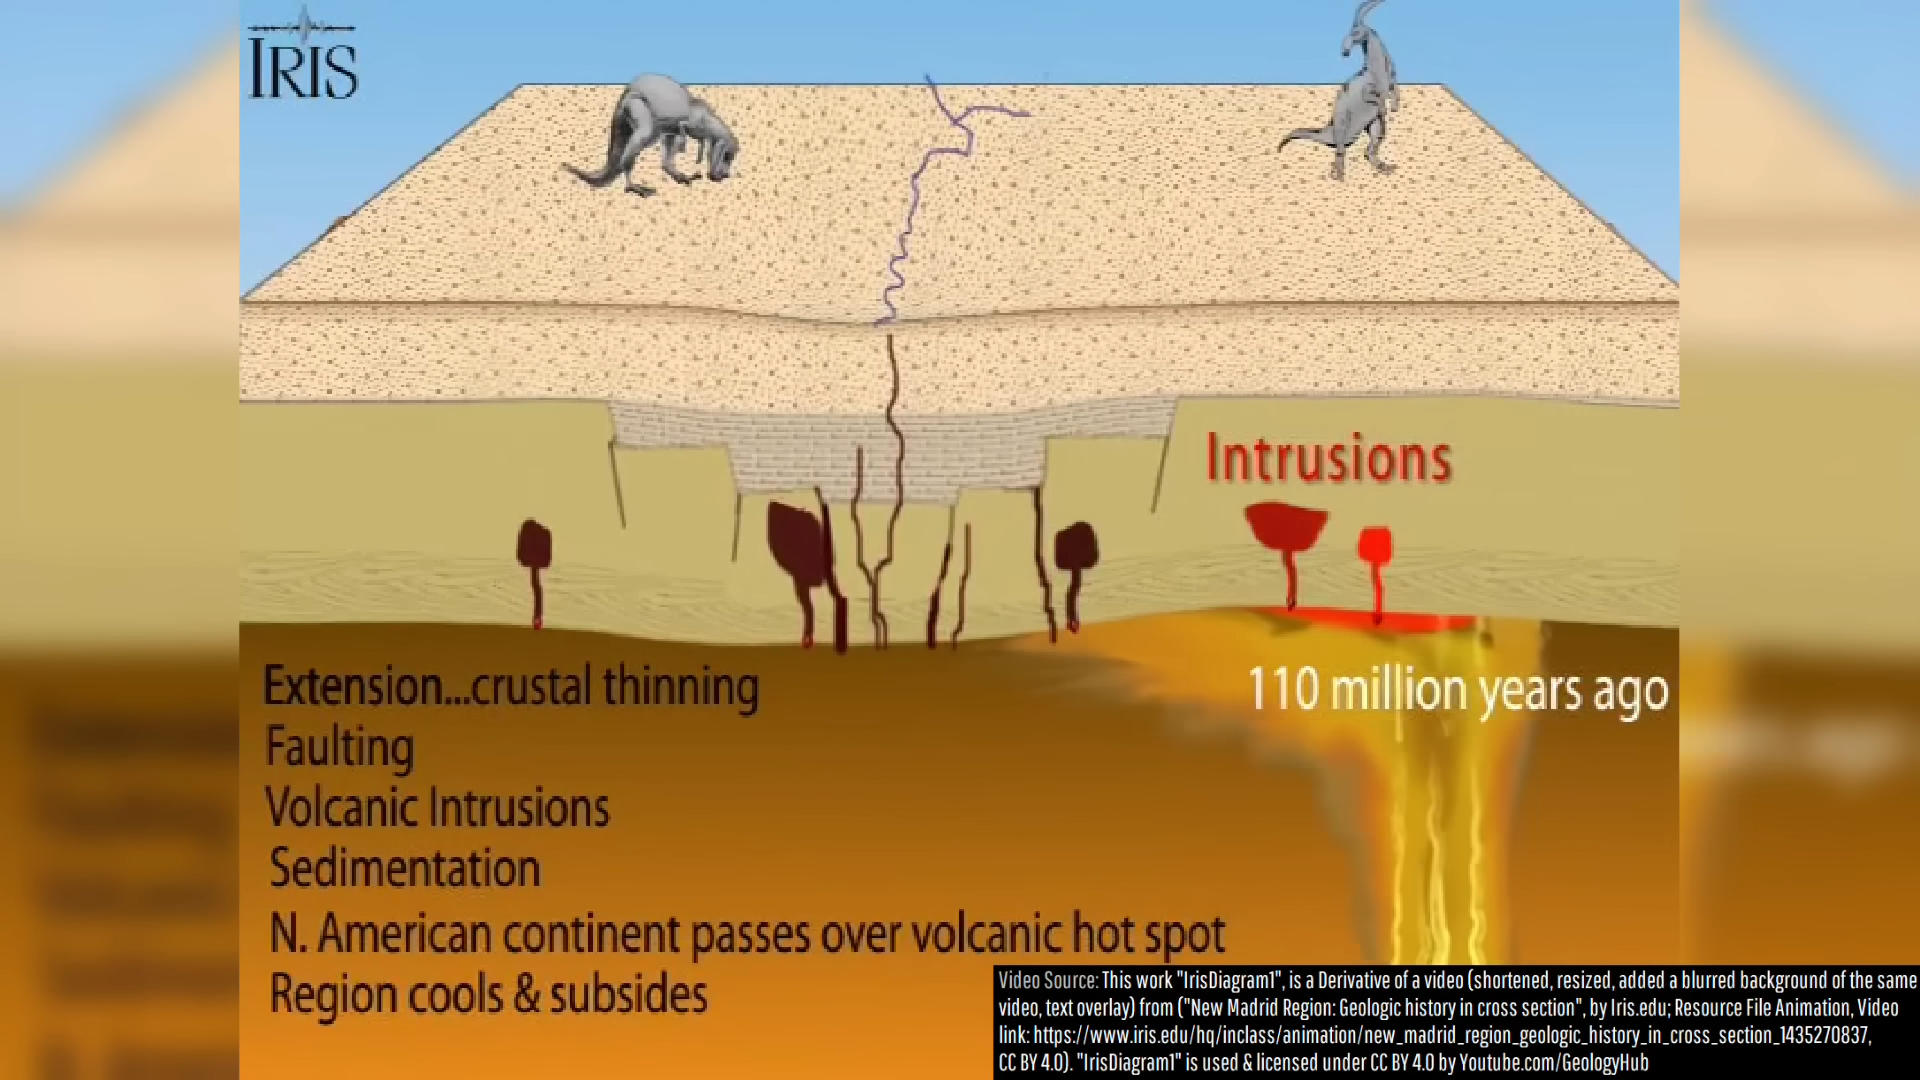 IRIS
Intrusions
110 million years ago
Extension...crustal thinning
Faulting
Volcanic Intrusions
Sedimentation
N. American continent passes over volcanic hot spot
Region cools & subsides
Video Source: This work "IrisDiagram1", is a Derivative of a video (shortened, resized, added a blurred background of the same
video, text overlay) from ("New Madrid Region: Geologic history in cross section", by Iris.edu; Resource File Animation, Video
link: https://www.iris.edu/hq/inclass/animation/new_madrid_region_geologic_history_in_cross_section_1435270837,
CC BY 4.0). "IrisDiagram1" is used & licensed under CC BY 4.0 by Youtube.com/GeologyHub